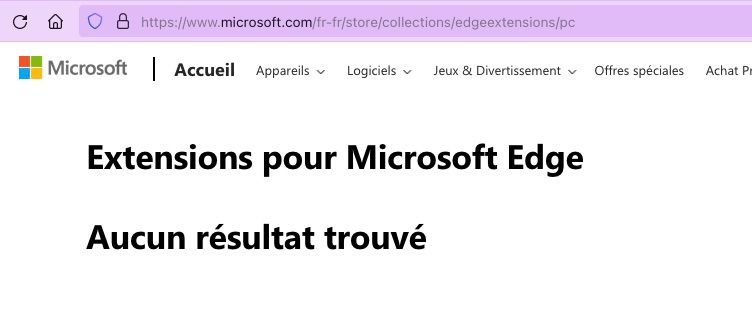 https://www.microsoft.com/fr-fr/store/collections/edgeextensions/pc
Microsoft Accueil Appareils Logiciels Jeux & Divertissement Offres spéciales Achat Pr
Extensions pour Microsoft Edge
Aucun résultat trouvé